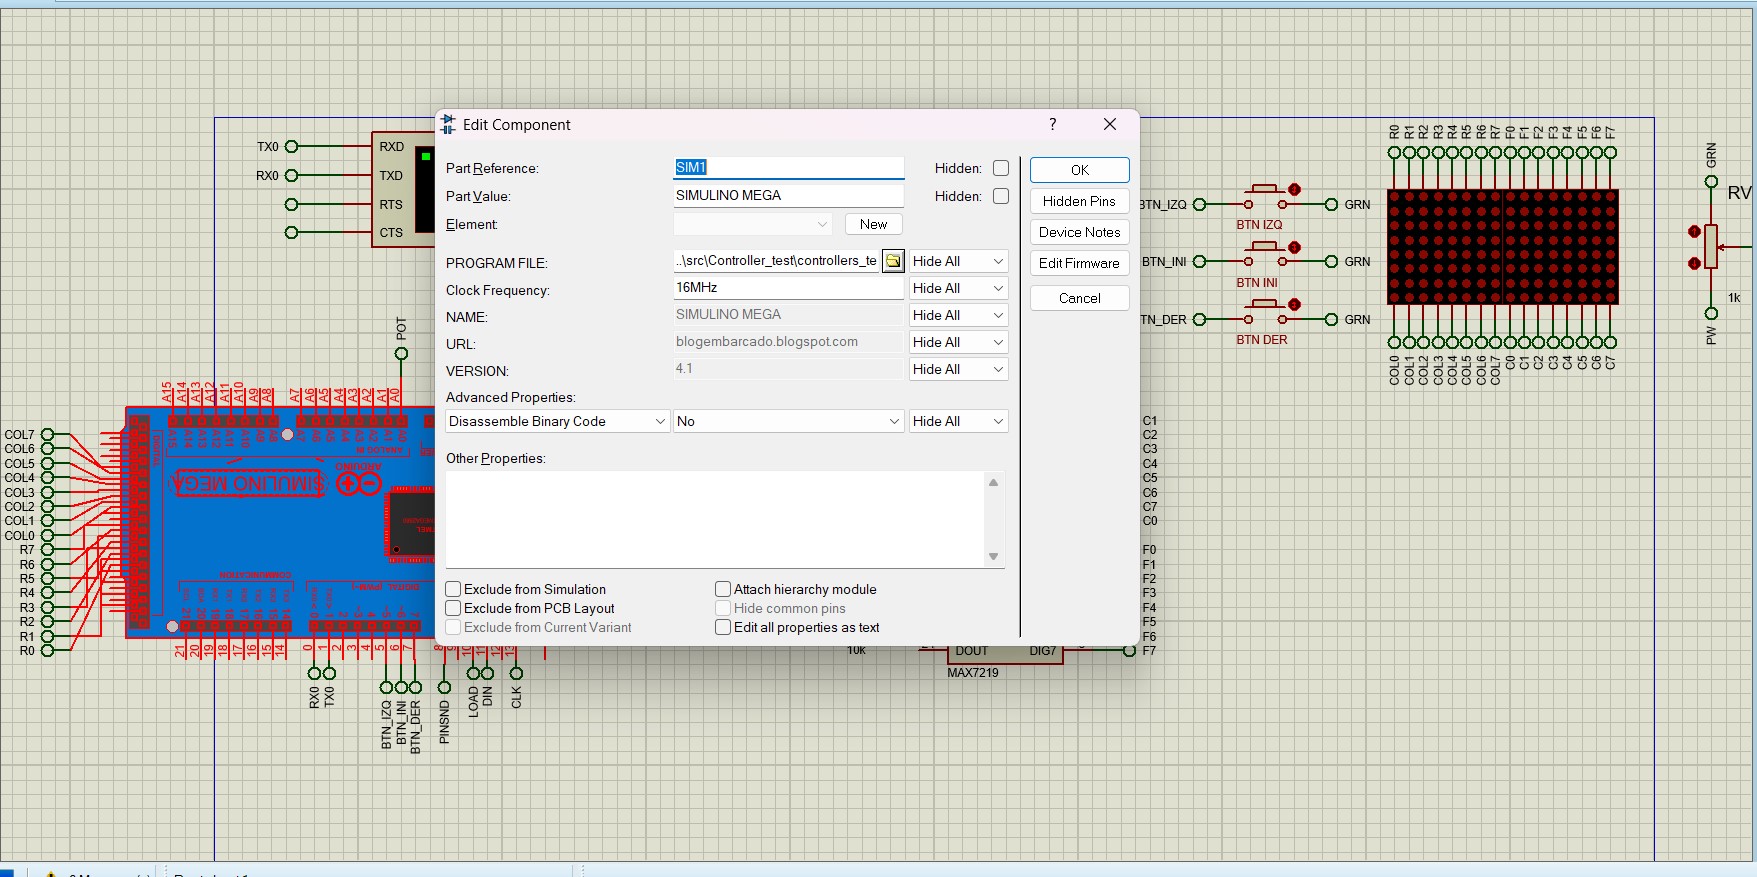 Edit Component
?
Part Reference:
SIM1
Hidden:
Part Value:
SIMULINO MEGA
Hidden:
Element:
New
PROGRAM FILE:
..\src\Controller_test\controllers_te
Hide All
Clock Frequency:
16MHz
Hide All
NAME:
SIMULINO MEGA
Hide All
URL:
blogembarcado.blogspot.com
Hide All
VERSION:
4.1
Hide All
Advanced Properties:
Disassemble Binary Code
No
Hide All
Other Properties:
Exclude from Simulation
Attach hierarchy module
Exclude from PCB Layout
Hide common pins
Exclude from Current Variant
Edit all properties as text
OK
Hidden Pins
Device Notes
Edit Firmware
Cancel
TX0
RXD
RX0
TXD
RTS
CTS
POT
A15
A14
A13
A12
A11
A10
A9
A8
A7
A6
A5
A4
A3
A2
A1
A0
SIMULINO MEGA
ARDUINO
ANALOG IN
COMMUNICATION
DIGITAL
COL7
COL6
COL5
COL4
COL3
COL2
COL1
COL0
R7
R6
R5
R4
R3
R2
R1
R0
21
20
19
18
17
16
15
14
0
1
2
3
4
5
6
7
8
RX0
TX0
BTN_IZQ
BTN_INI
BTN_DER
PINSND
LOAD
DIN
CLK
10k
DOUT
DIG7
MAX7219
BTN_IZQ
GRN
BTN IZQ
BTN_INI
GRN
BTN INI
TN_DER
GRN
BTN DER
R0
R1
R2
R3
R4
R5
R6
R7
F0
F1
F2
F3
F4
F5
F6
F7
COL0
COL1
COL2
COL3
COL4
COL5
COL6
COL7
C0
C1
C2
C3
C4
C5
C6
C7
GRN
RV
1k
PW
C1
C2
C3
C4
C5
C6
C7
C0
F0
F1
F2
F3
F4
F5
F6
F7